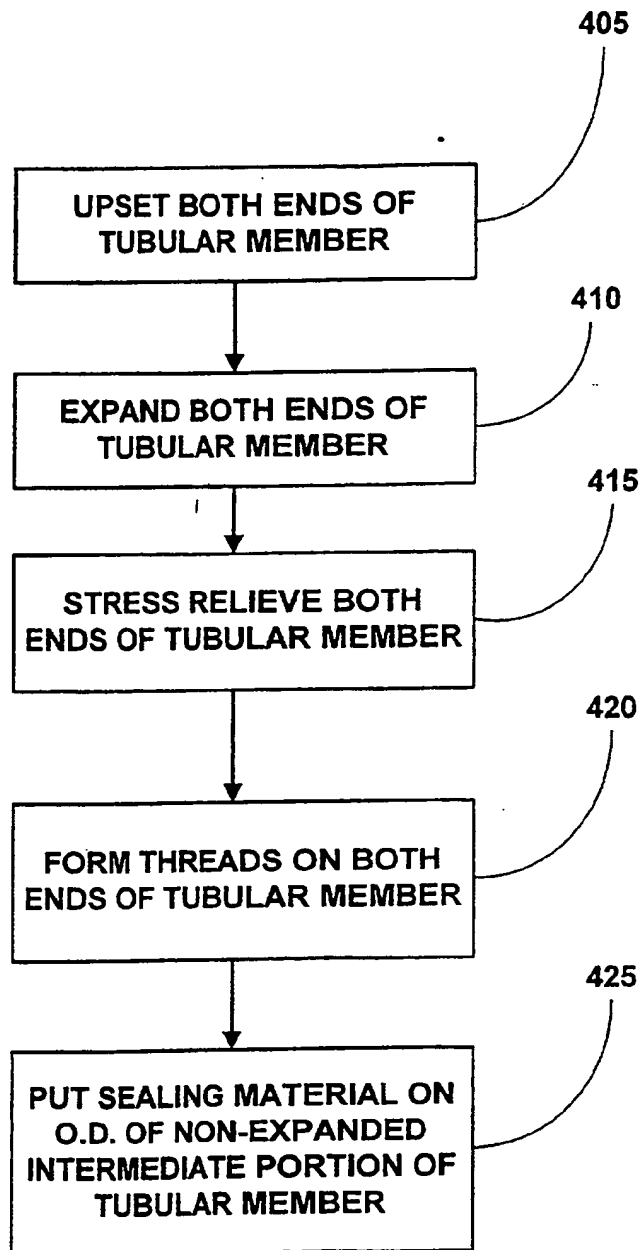 405
UPSET BOTH ENDS OF
TUBULAR MEMBER
410
EXPAND BOTH ENDS OF
TUBULAR MEMBER
415
STRESS RELIEVE BOTH
ENDS OF TUBULAR MEMBER
420
FORM THREADS ON BOTH
ENDS OF TUBULAR MEMBER
425
PUT SEALING MATERIAL ON
O.D. OF NON-EXPANDED
INTERMEDIATE PORTION OF
TUBULAR MEMBER